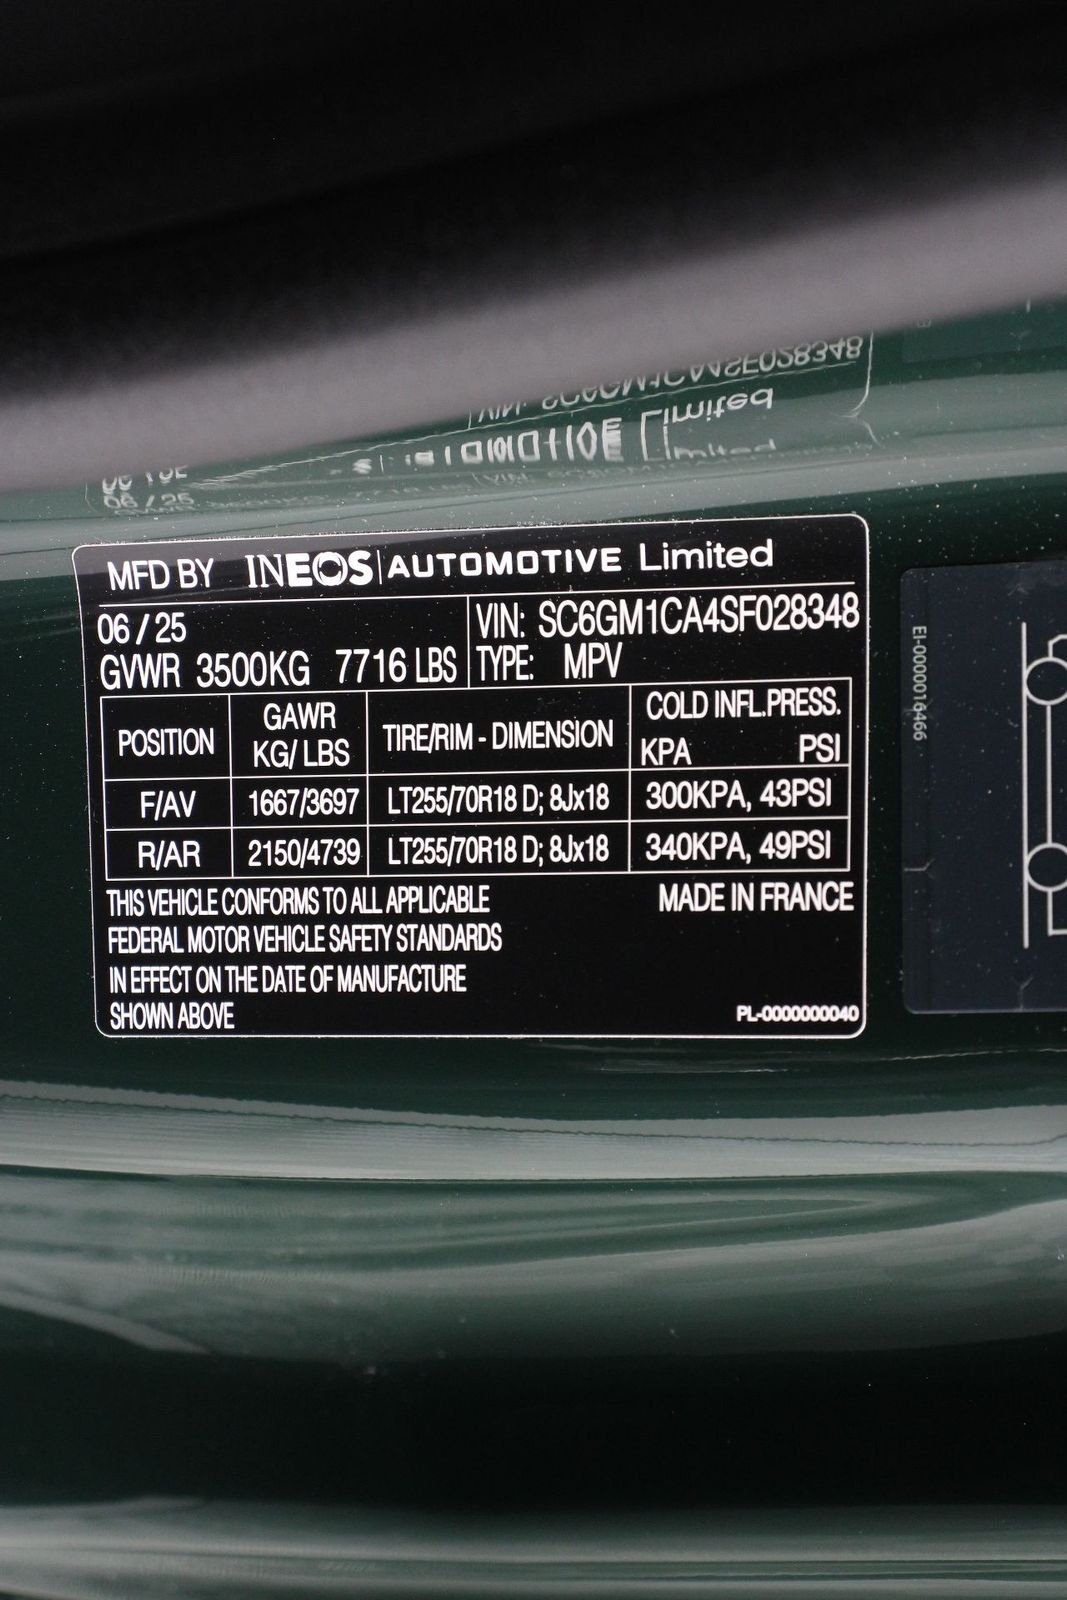 MFD BY INEOS | AUTOMOTIVE Limited
06 / 25
GVWR 3500KG 7716 LBS
VIN: SC6GM1CA4SF028348
TYPE: MPV
POSITION GAWR KG/ LBS TIRE/RIM - DIMENSION COLD INFL.PRESS. KPA PSI
F/AV 1667/3697 LT255/70R18 D; 8Jx18 300KPA, 43PSI
R/AR 2150/4739 LT255/70R18 D; 8Jx18 340KPA, 49PSI
THIS VEHICLE CONFORMS TO ALL APPLICABLE
FEDERAL MOTOR VEHICLE SAFETY STANDARDS
IN EFFECT ON THE DATE OF MANUFACTURE
SHOWN ABOVE
MADE IN FRANCE
PL-0000000040
EI-0000016466